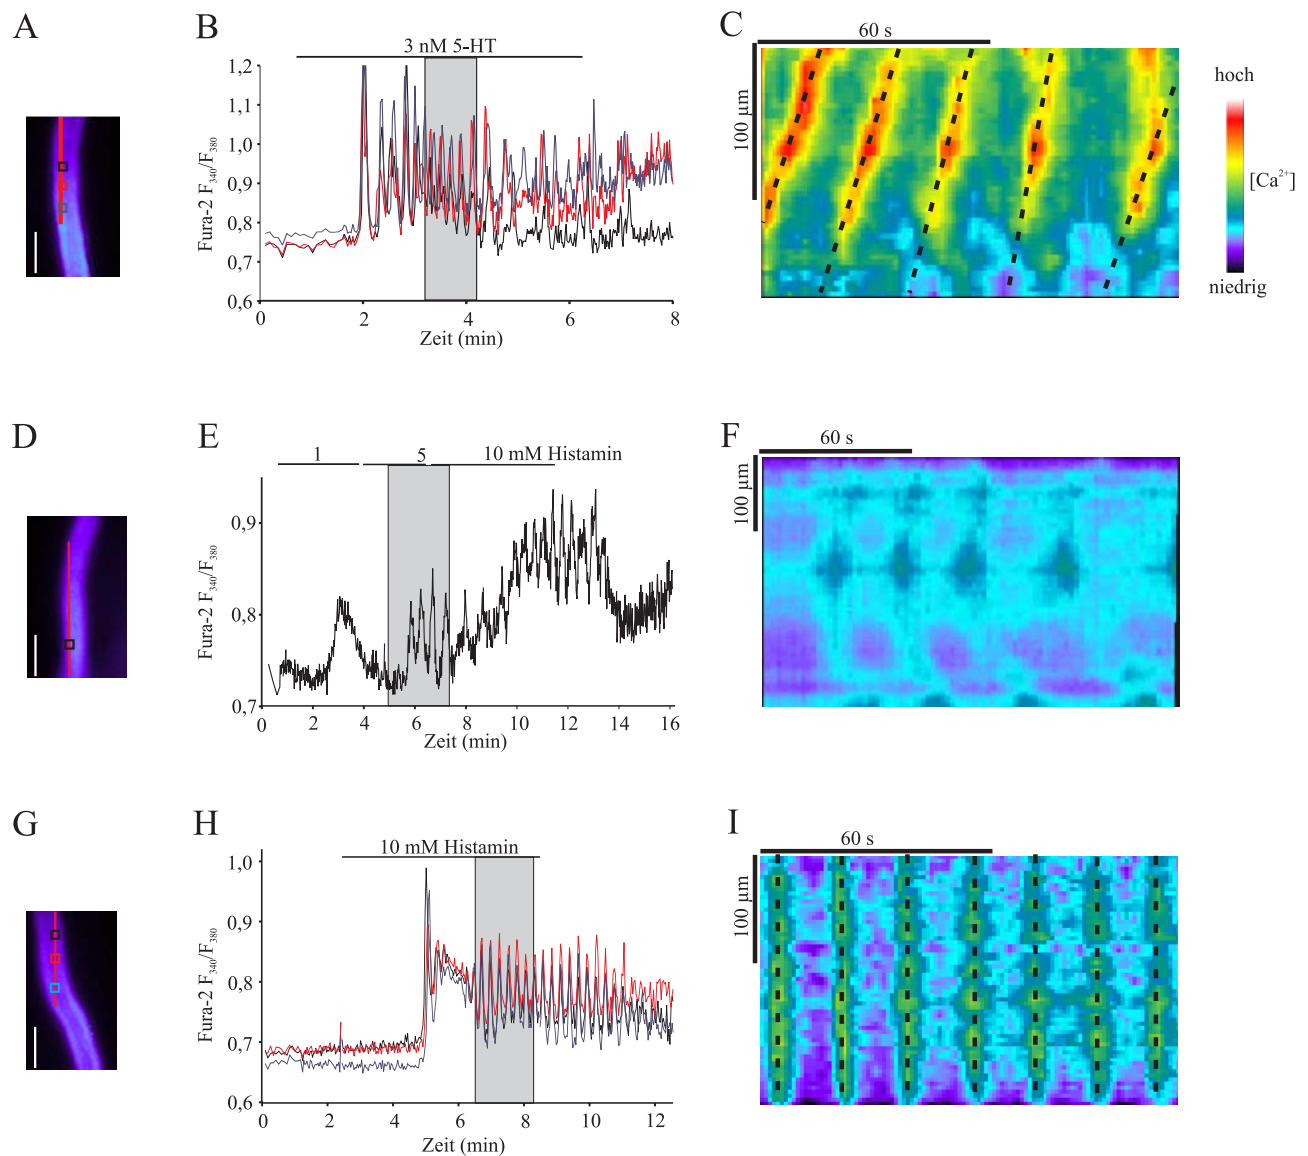 A
B
3 nM 5-HT
Fura-2 F340/F380
1,2
1,1
1,0
0,9
0,8
0,7
0,6
0
2
4
6
8
Zeit (min)
C
60 s
100 µm
hoch
[Ca2+]
niedrig
D
E
1
5
10 mM Histamin
Fura-2 F340/F380
0,9
0,8
0,7
0
2
4
6
8
10
12
14
16
Zeit (min)
F
60 s
100 µm
G
H
10 mM Histamin
Fura-2 F340/F380
1,0
0,9
0,8
0,7
0,6
0
2
4
6
8
10
12
Zeit (min)
I
60 s
100 µm